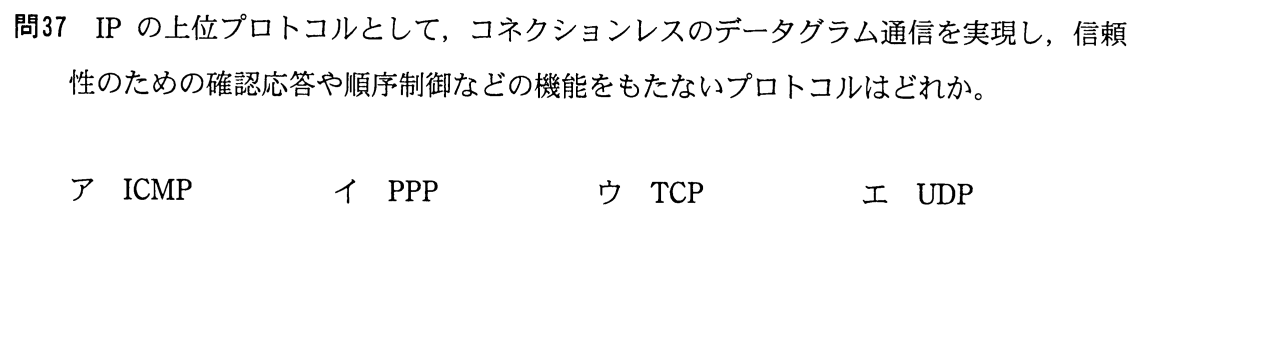 問37 IP の上位プロトコルとして，コネクションレスのデータグラム通信を実現し，信頼
性のための確認応答や順序制御などの機能をもたないプロトコルはどれか。
ア ICMP イ PPP ウ TCP エ UDP